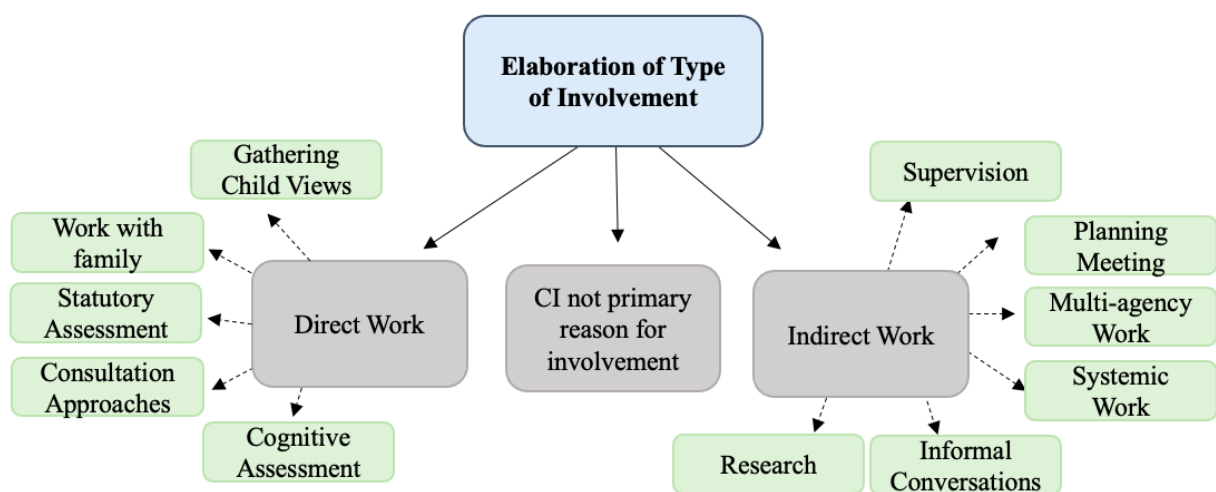 Elaboration of Type
of Involvement
Gathering
Child Views
Work with
family
Statutory
Assessment
Consultation
Approaches
Cognitive
Assessment
Direct Work
CI not primary
reason for
involvement
Indirect Work
Supervision
Planning
Meeting
Multi-agency
Work
Systemic
Work
Informal
Conversations
Research